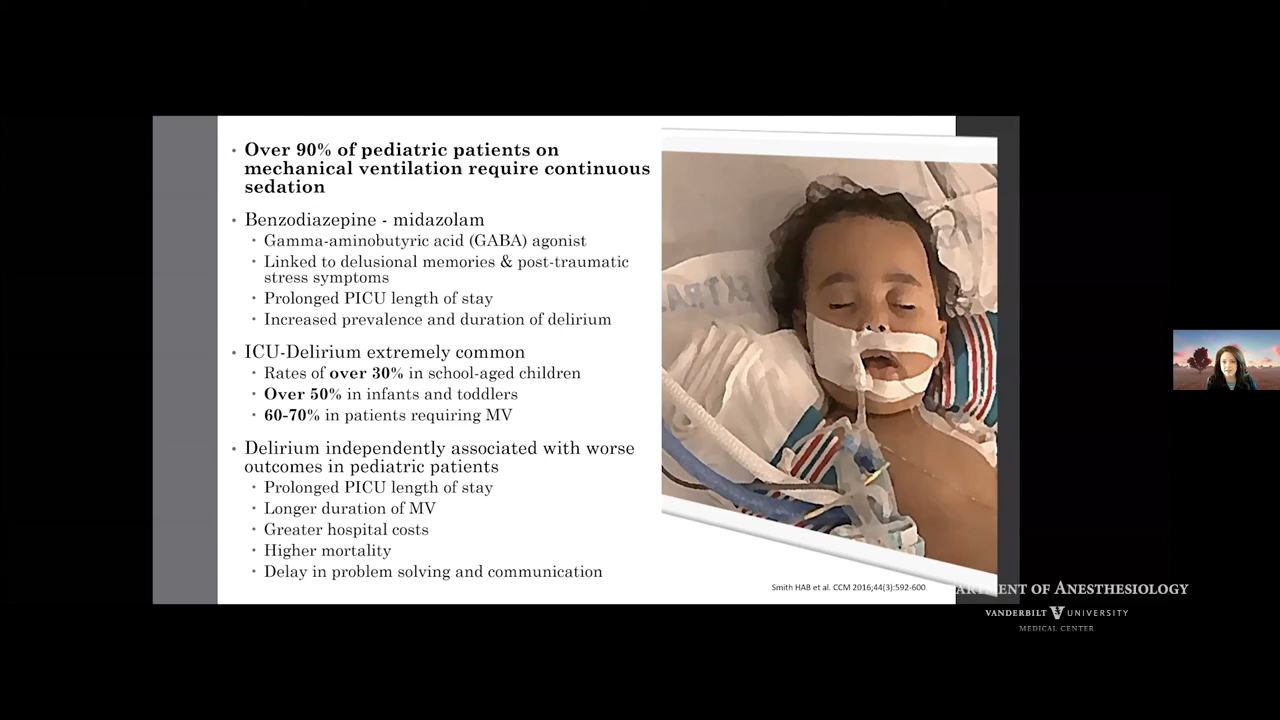 Over 90% of pediatric patients on
mechanical ventilation require continuous
sedation
Benzodiazepine - midazolam
Gamma-aminobutyric acid (GABA) agonist
Linked to delusional memories & post-traumatic
stress symptoms
Prolonged PICU length of stay
Increased prevalence and duration of delirium
ICU-Delirium extremely common
Rates of over 30% in school-aged children
Over 50% in infants and toddlers
60-70% in patients requiring MV
Delirium independently associated with worse
outcomes in pediatric patients
Prolonged PICU length of stay
Longer duration of MV
Greater hospital costs
Higher mortality
Delay in problem solving and communication
EXTRA
Smith HAB et al. CCM 2016;44(3):592-600.
OF ANESTHESIOLOGY
VANDERBILT UNIVERSITY
MEDICAL CENTER